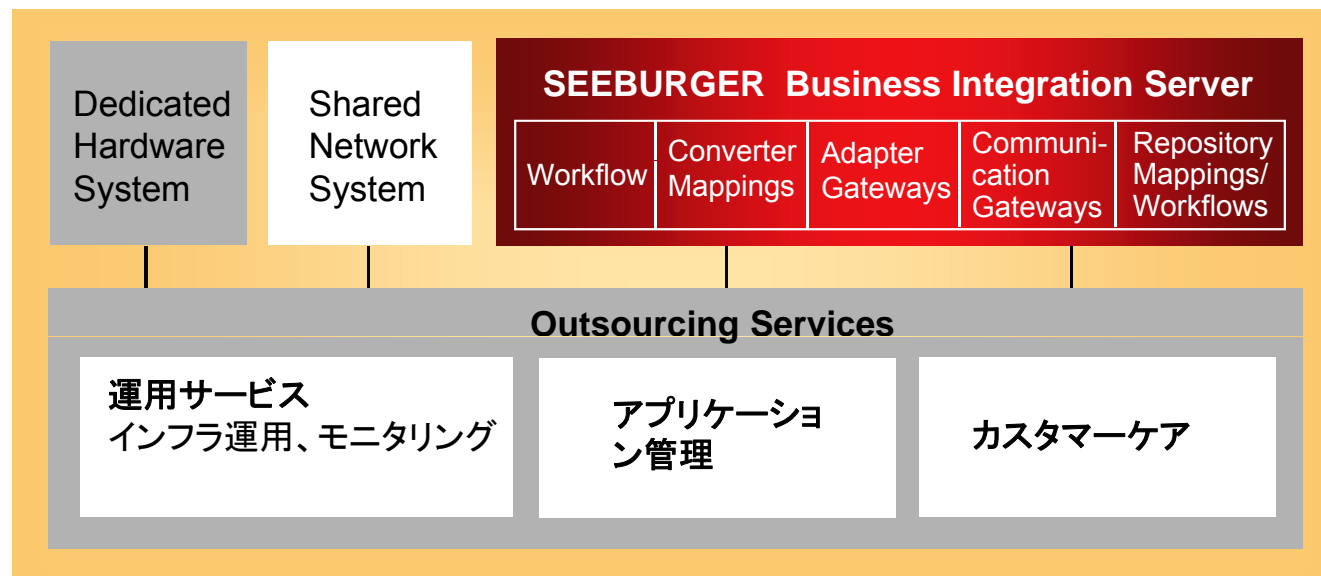 Dedicated
Hardware
System
Shared
Network
System
SEEBURGER Business Integration Server
Workflow
Converter
Mappings
Adapter
Gateways
Communi-
cation
Gateways
Repository
Mappings/
Workflows
Outsourcing Services
運用サービス
インフラ運用、モニタリング
アプリケーショ
ン管理
カスタマーケア